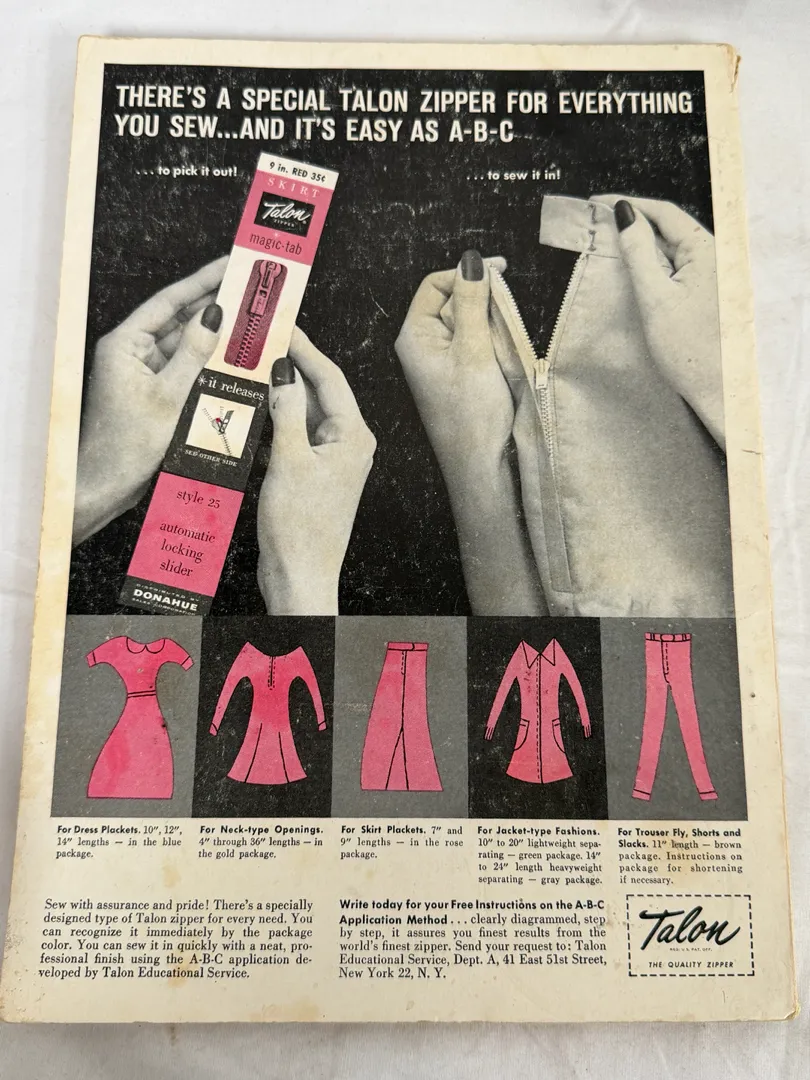 THERE'S A SPECIAL TALON ZIPPER FOR EVERYTHING
YOU SEW...AND IT'S EASY AS A-B-C
... to pick it out!
... to sew it in!
9 in. RED 35¢
SKIRT
Talon
ZIPPER
magic-tab
*it releases
SEE OTHER SIDE
style 25
automatic
locking
slider
DISTRIBUTED BY
DONAHUE
SALES CORPORATION
For Dress Plackets. 10", 12",
14" lengths — in the blue
package.
For Neck-type Openings.
4" through 36" lengths — in
the gold package.
For Skirt Plackets. 7" and
9" lengths — in the rose
package.
For Jacket-type Fashions.
10" to 20" lightweight sepa-
rating — green package. 14"
to 24" length heavyweight
separating — gray package.
For Trouser Fly, Shorts and
Slacks. 11" length — brown
package. Instructions on
package for shortening
if necessary.
Sew with assurance and pride! There's a specially
designed type of Talon zipper for every need. You
can recognize it immediately by the package
color. You can sew it in quickly with a neat, pro-
fessional finish using the A-B-C application de-
veloped by Talon Educational Service.
Write today for your Free Instructions on the A-B-C
Application Method . . . clearly diagrammed, step
by step, it assures you finest results from the
world's finest zipper. Send your request to: Talon
Educational Service, Dept. A, 41 East 51st Street,
New York 22, N. Y.
Talon
REG. U.S. PAT. OFF.
THE QUALITY ZIPPER